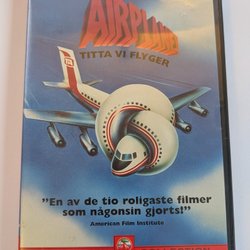 AIRPLANE!
TITTA VI FLYGER
"En av de tio roligaste filmer
som någonsin gjorts!"
American Film Institute